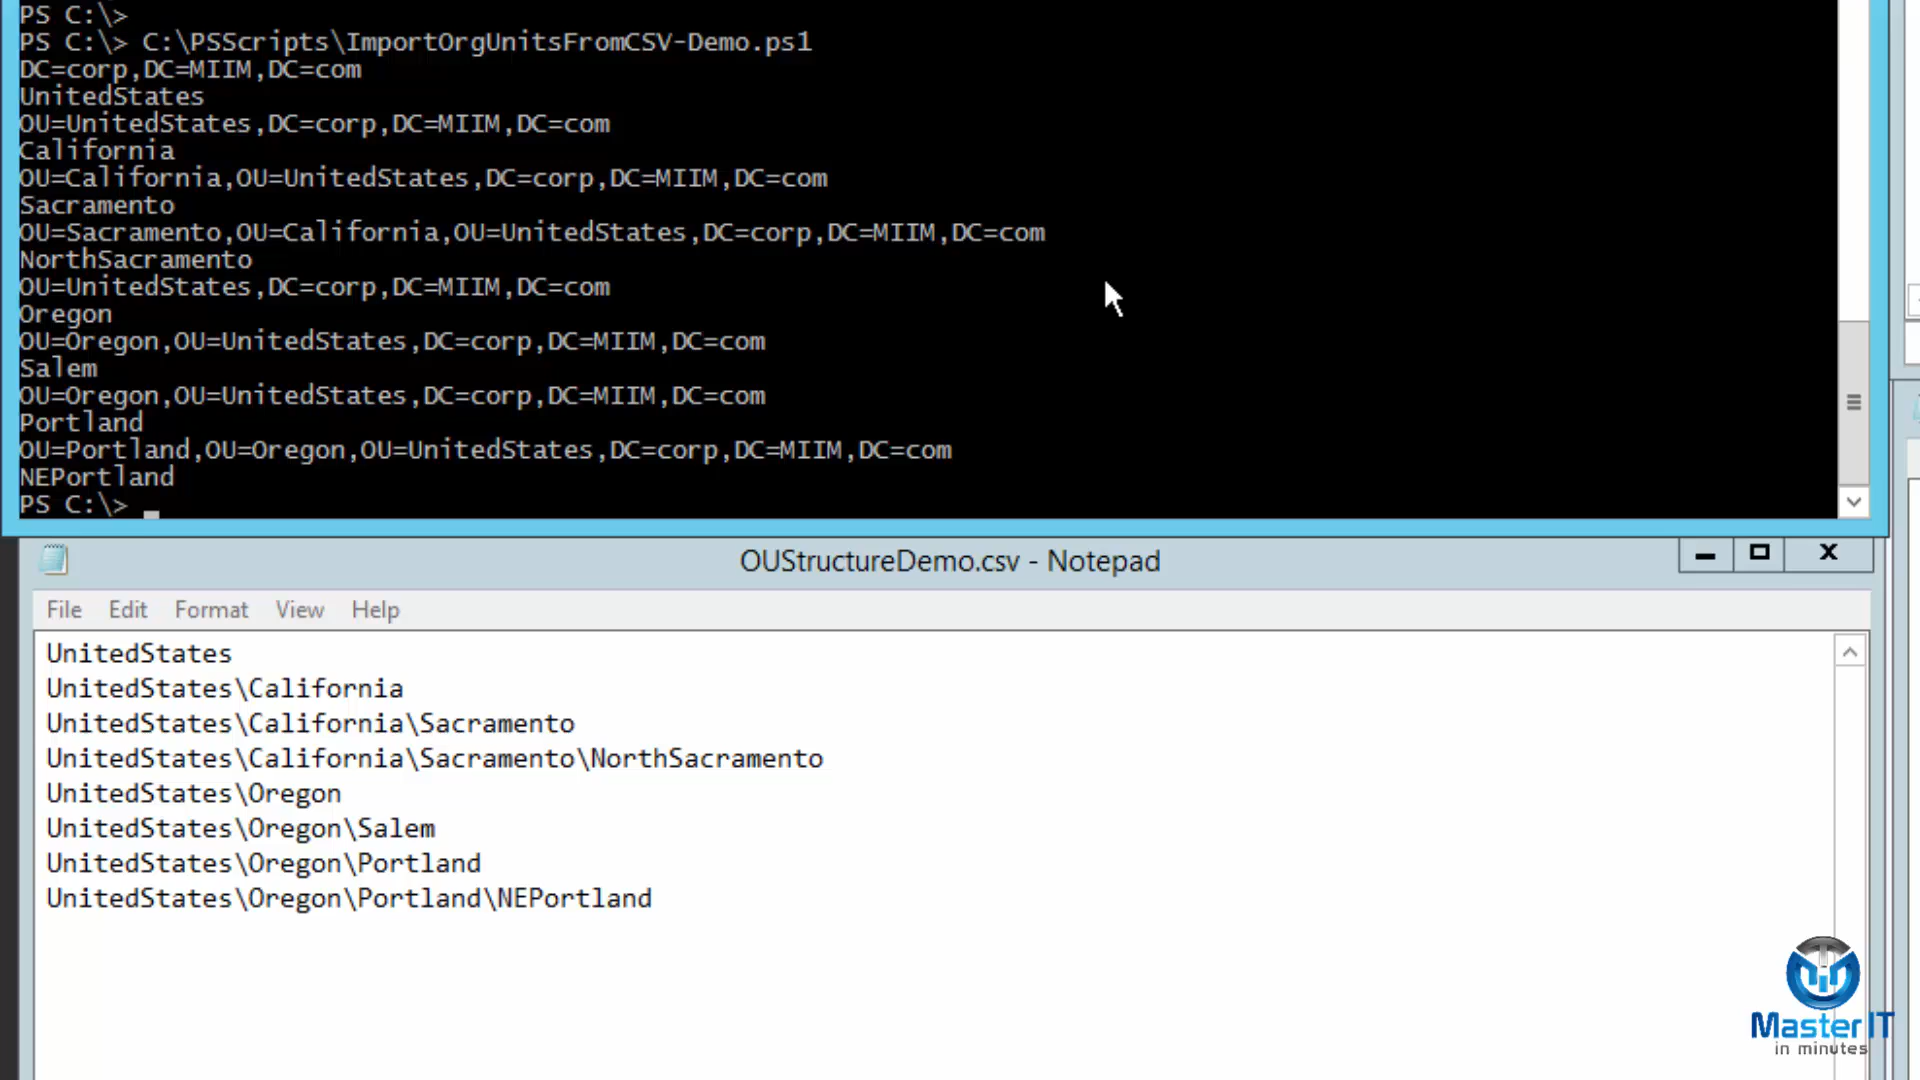 PS C:\>
PS C:\> C:\PSScripts\ImportOrgUnitsFromCSV-Demo.ps1
DC=corp,DC=MIIM,DC=com
UnitedStates
OU=UnitedStates,DC=corp,DC=MIIM,DC=com
California
OU=California,OU=UnitedStates,DC=corp,DC=MIIM,DC=com
Sacramento
OU=Sacramento,OU=California,OU=UnitedStates,DC=corp,DC=MIIM,DC=com
NorthSacramento
OU=UnitedStates,DC=corp,DC=MIIM,DC=com
Oregon
OU=Oregon,OU=UnitedStates,DC=corp,DC=MIIM,DC=com
Salem
OU=Oregon,OU=UnitedStates,DC=corp,DC=MIIM,DC=com
Portland
OU=Portland,OU=Oregon,OU=UnitedStates,DC=corp,DC=MIIM,DC=com
NEPortland
PS C:\> _
OUStructureDemo.csv - Notepad
File Edit Format View Help
UnitedStates
UnitedStates\California
UnitedStates\California\Sacramento
UnitedStates\California\Sacramento\NorthSacramento
UnitedStates\Oregon
UnitedStates\Oregon\Salem
UnitedStates\Oregon\Portland
UnitedStates\Oregon\Portland\NEPortland
Master IT
in minutes